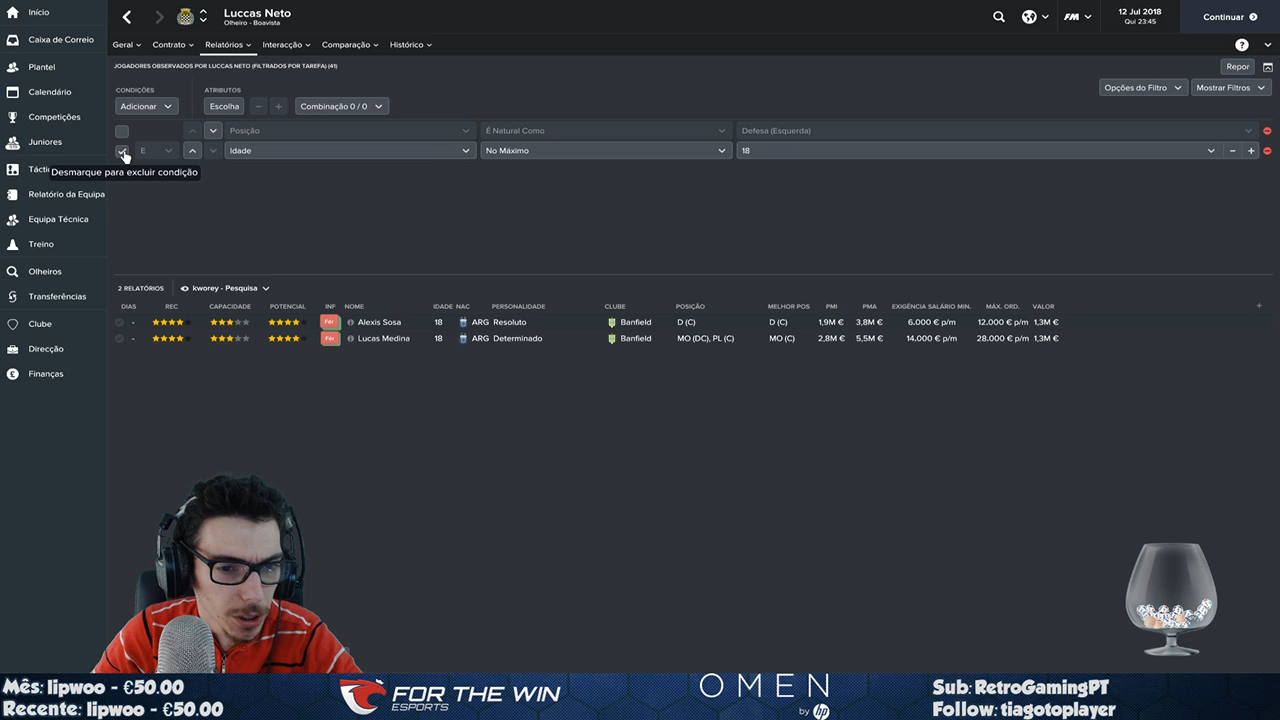 Início
Caixa de Correio
Plantel
Calendário
Competições
Juniores
Táctic
Relatório da Equipa
Equipa Técnica
Treino
Olheiros
Transferências
Clube
Direcção
Finanças
Luccas Neto
Olheiro - Boavista
FM
12 Jul 2018
Qui 23:45
Continuar
Geral Contrato Relatórios Interacção Comparação Histórico
?
JOGADORES OBSERVADOS POR LUCCAS NETO (FILTRADOS POR TAREFA) (41)
Repor
CONDIÇÕES ATRIBUTOS
Opções do Filtro Mostrar Filtros
Adicionar Escolha - + Combinação 0 / 0
Posição É Natural Como Defesa (Esquerda)
E Idade No Máximo 18 - +
Desmarque para excluir condição
2 RELATÓRIOS kworey - Pesquisa
DIAS REC CAPACIDADE POTENCIAL INF NOME IDADE NAC PERSONALIDADE CLUBE POSIÇÃO MELHOR POS PMI PMA EXIGÊNCIA SALÁRIO MIN. MÁX. ORD. VALOR +
- Fér Alexis Sosa 18 ARG Resoluto Banfield D (C) D (C) 1,9M € 3,8M € 6.000 € p/m 12.000 € p/m 1,3M €
- Fér Lucas Medina 18 ARG Determinado Banfield MO (DC), PL (C) MO (C) 2,8M € 5,5M € 14.000 € p/m 28.000 € p/m 1,3M €
Mês: lipwoo - €50.00
Recente: lipwoo - €50.00
FOR THE WIN
ESPORTS
OMEN
by hp
Sub: RetroGamingPT
Follow: tiagotoplayer